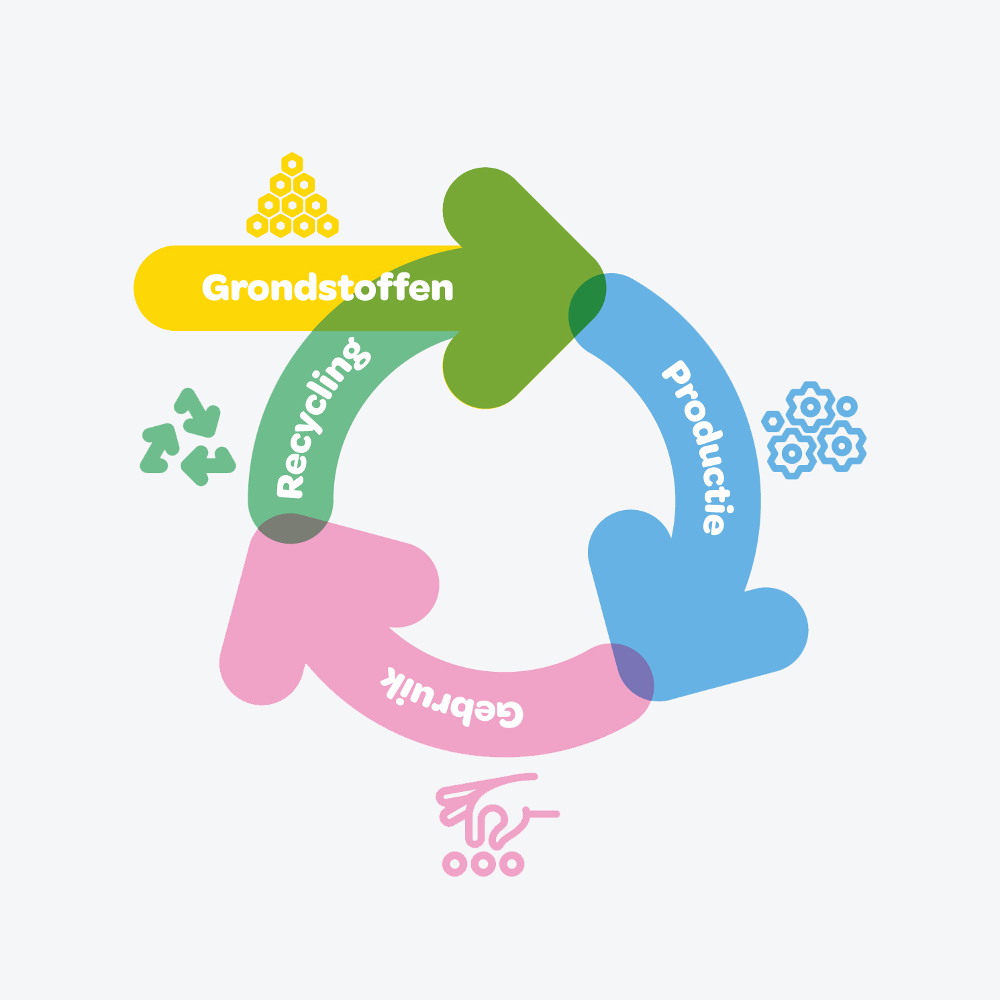 Grondstoffen
Productie
Gebruik
Recycling